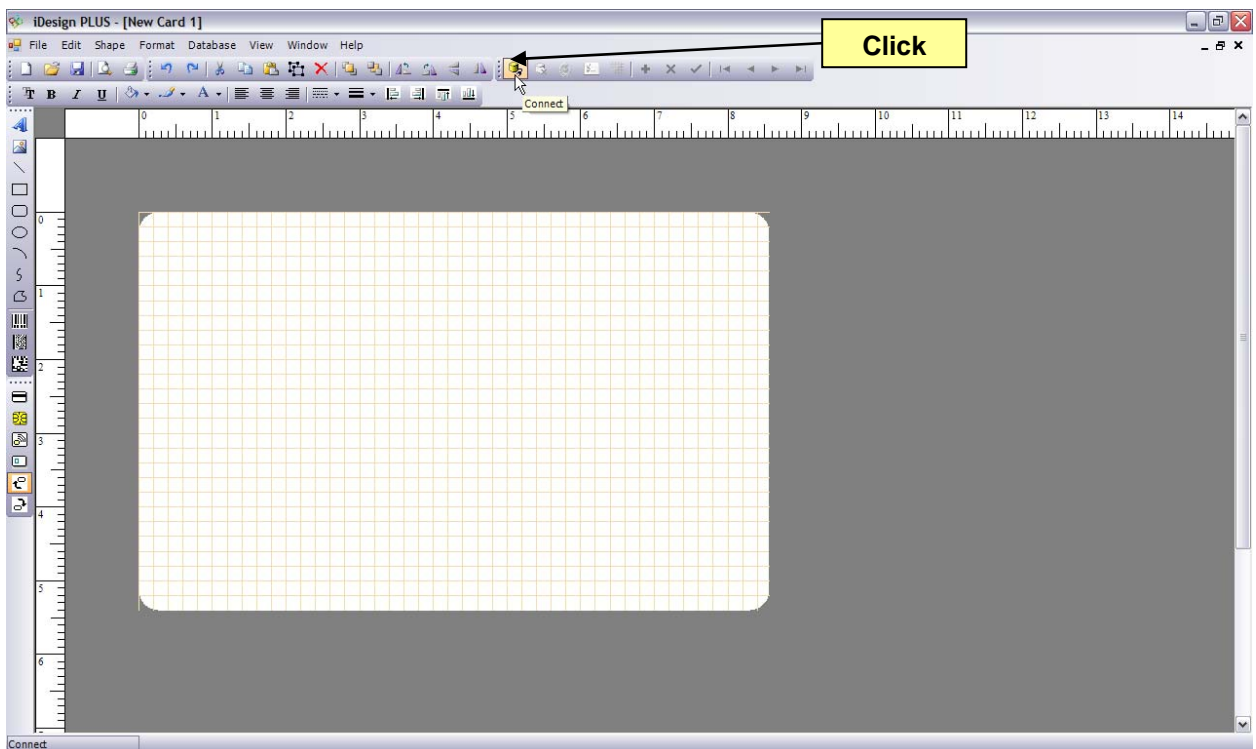 iDesign PLUS - [New Card 1]
Click
File Edit Shape Format Database View Window Help
T B I U A
Connect
0 1 2 3 4 5 6 7 8 9 10 11 12 13 14
A
0
1
2
3
4
5
6
Connect